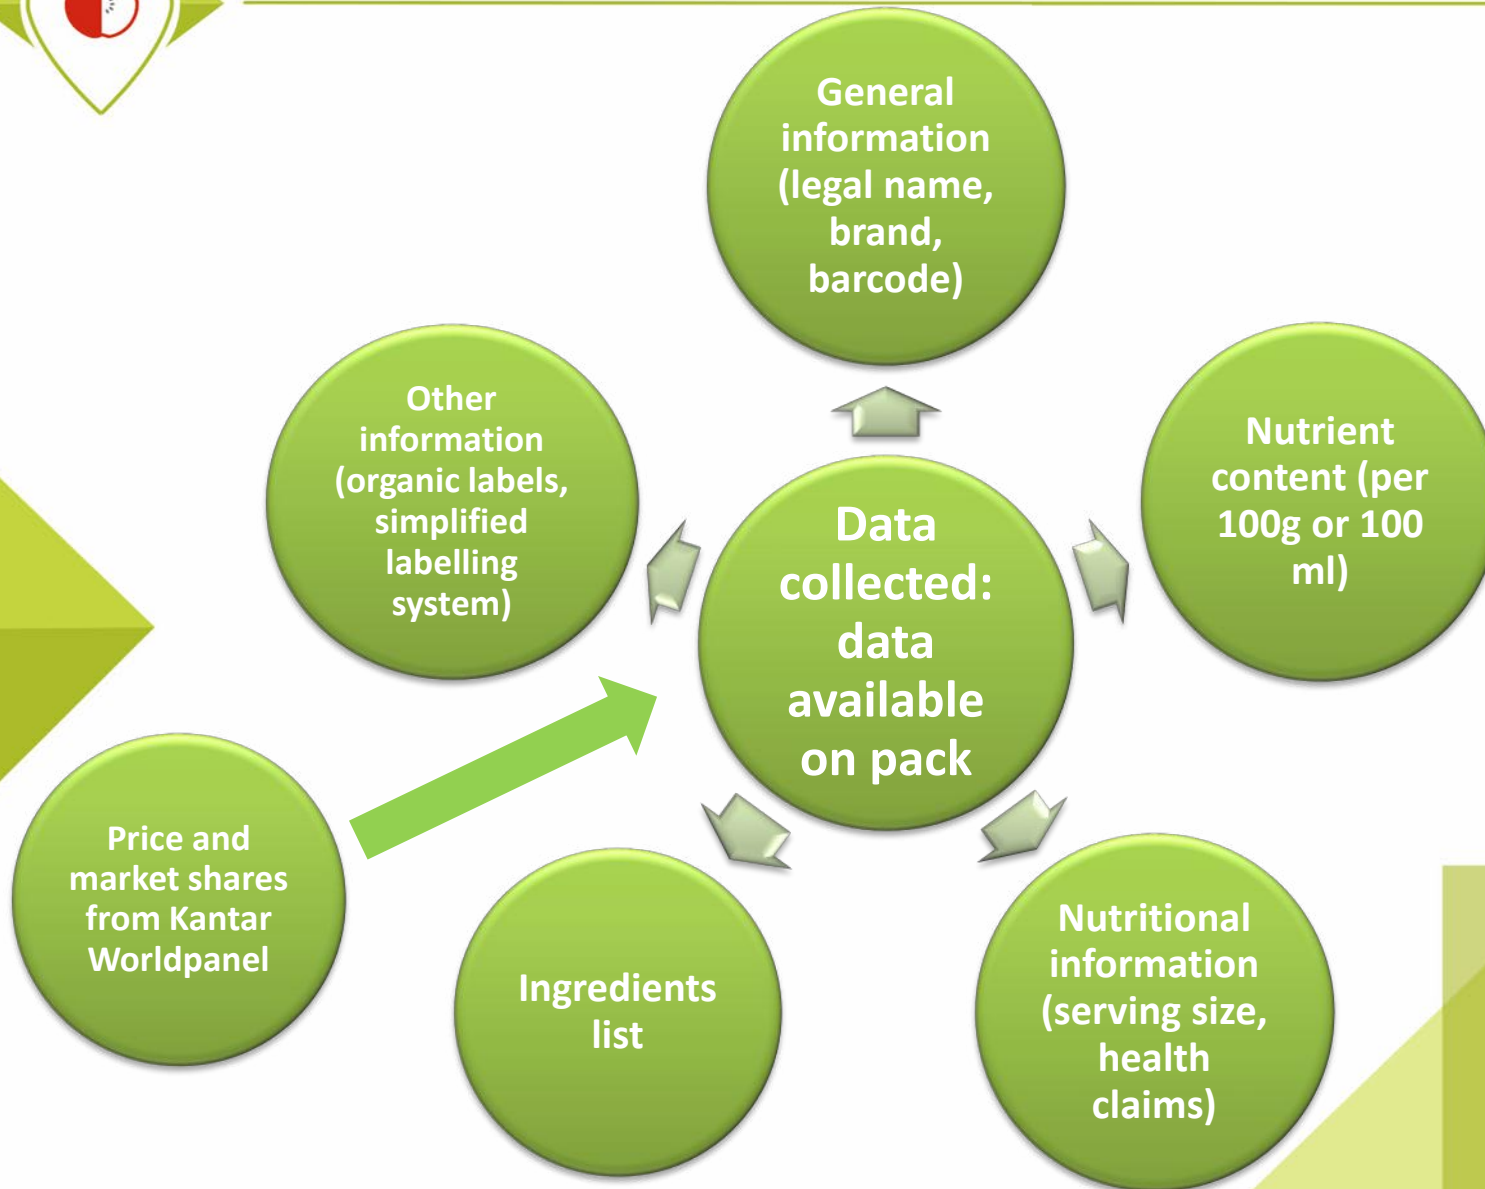 General
information
(legal name,
brand,
barcode)
Other
information
(organic labels,
simplified
labelling
system)
Nutrient
content (per
100g or 100
ml)
Data
collected:
data
available
on pack
Price and
market shares
from Kantar
Worldpanel
Ingredients
list
Nutritional
information
(serving size,
health
claims)